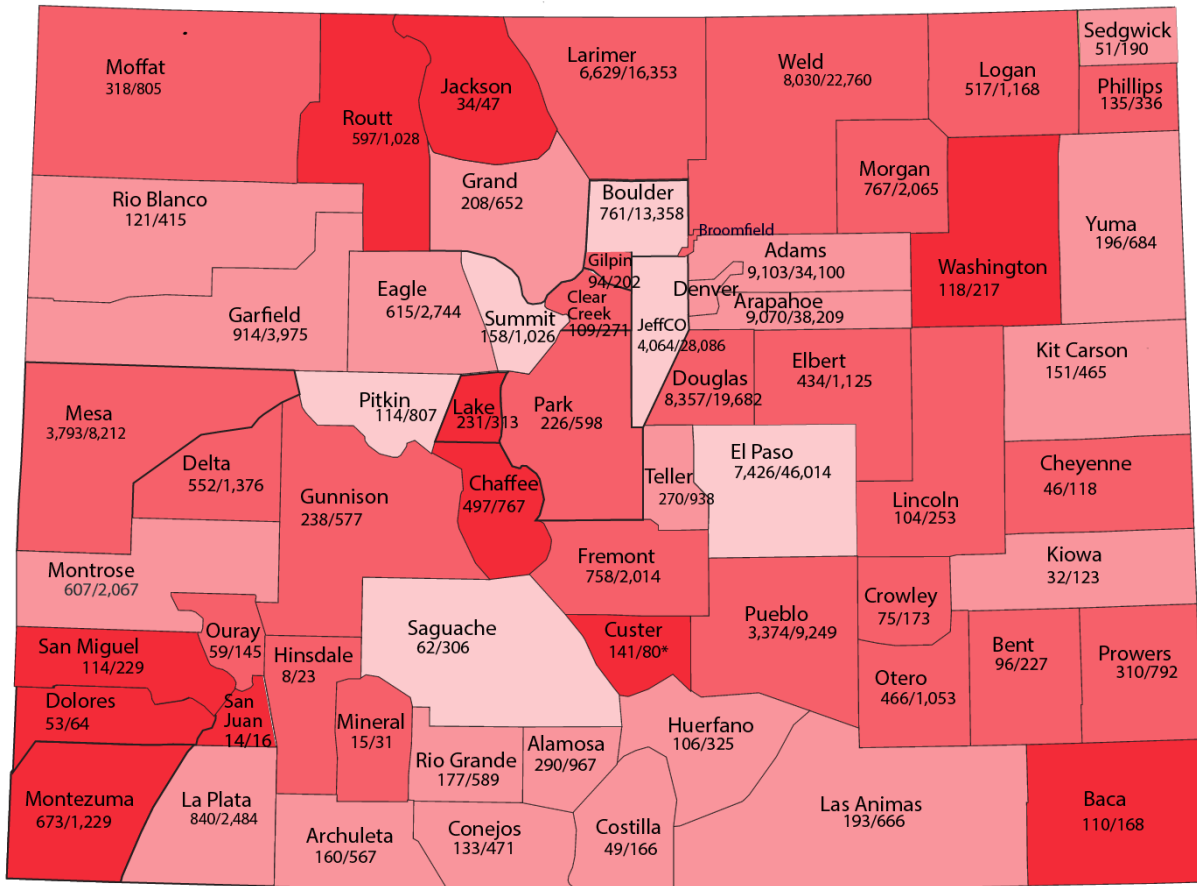 Moffat
318/805
Routt
597/1,028
Jackson
34/47
Larimer
6,629/16,353
Weld
8,030/22,760
Logan
517/1,168
Sedgwick
51/190
Phillips
135/336
Rio Blanco
121/415
Grand
208/652
Boulder
761/13,358
Broomfield
Morgan
767/2,065
Washington
118/217
Yuma
196/684
Garfield
914/3,975
Eagle
615/2,744
Summit
158/1,026
Gilpin
94/202
Clear
Creek
109/271
JeffCO
4,064/28,086
Denver
Adams
9,103/34,100
Arapahoe
9,070/38,209
Mesa
3,793/8,212
Pitkin
114/807
Lake
231/313
Park
226/598
Douglas
8,357/19,682
Elbert
434/1,125
Kit Carson
151/465
Delta
552/1,376
Gunnison
238/577
Chaffee
497/767
Teller
270/938
El Paso
7,426/46,014
Lincoln
104/253
Cheyenne
46/118
Montrose
607/2,067
Fremont
758/2,014
Kiowa
32/123
Ouray
59/145
San Miguel
114/229
Hinsdale
8/23
Saguache
62/306
Custer
141/80*
Pueblo
3,374/9,249
Crowley
75/173
Otero
466/1,053
Bent
96/227
Prowers
310/792
Dolores
53/64
San
Juan
14/16
Mineral
15/31
Rio Grande
177/589
Alamosa
290/967
Huerfano
106/325
Montezuma
673/1,229
La Plata
840/2,484
Archuleta
160/567
Conejos
133/471
Costilla
49/166
Las Animas
193/666
Baca
110/168